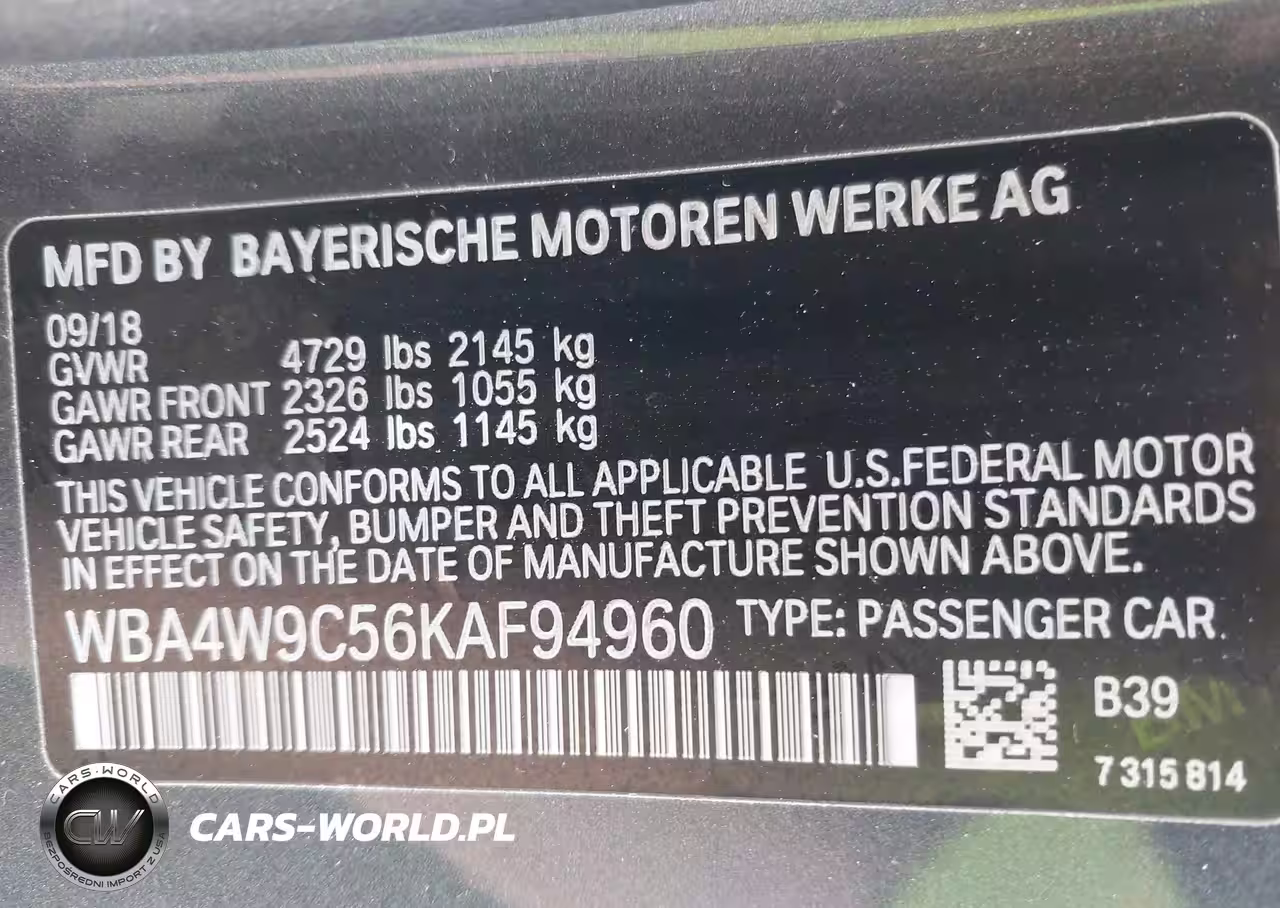 MFD BY BAYERISCHE MOTOREN WERKE AG
09/18
GVWR 4729 lbs 2145 kg
GAWR FRONT 2326 lbs 1055 kg
GAWR REAR 2524 lbs 1145 kg
THIS VEHICLE CONFORMS TO ALL APPLICABLE U.S.FEDERAL MOTOR
VEHICLE SAFETY, BUMPER AND THEFT PREVENTION STANDARDS
IN EFFECT ON THE DATE OF MANUFACTURE SHOWN ABOVE.
WBA4W9C56KAF94960 TYPE: PASSENGER CAR
B39
7 315 814
CARS-WORLD
CW
BEZPOŚREDNI IMPORT Z USA
CARS-WORLD.PL